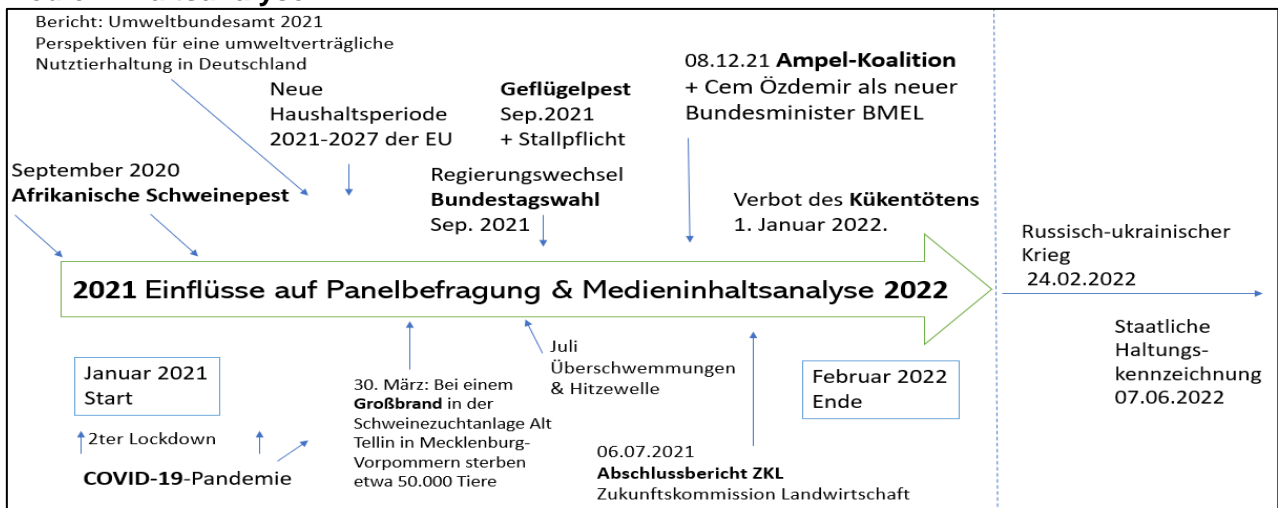 Bericht: Umweltbundesamt 2021
Perspektiven für eine umweltverträgliche
Nutztierhaltung in Deutschland
Neue
Haushaltsperiode
2021-2027 der EU
Geflügelpest
Sep.2021
+ Stallpflicht
08.12.21 Ampel-Koalition
+ Cem Özdemir als neuer
Bundesminister BMEL
September 2020
Afrikanische Schweinepest
Regierungswechsel
Bundestagswahl
Sep. 2021
Verbot des Kükentötens
1. Januar 2022.
Russisch-ukrainischer
Krieg
24.02.2022
2021 Einflüsse auf Panelbefragung & Medieninhaltsanalyse 2022
Januar 2021
Start
2ter Lockdown
COVID-19-Pandemie
30. März: Bei einem
Großbrand in der
Schweinezuchtanlage Alt
Tellin in Mecklenburg-
Vorpommern sterben
etwa 50.000 Tiere
Juli
Überschwemmungen
& Hitzewelle
06.07.2021
Abschlussbericht ZKL
Zukunftskommission Landwirtschaft
Februar 2022
Ende
Staatliche
Haltungs-
kennzeichnung
07.06.2022